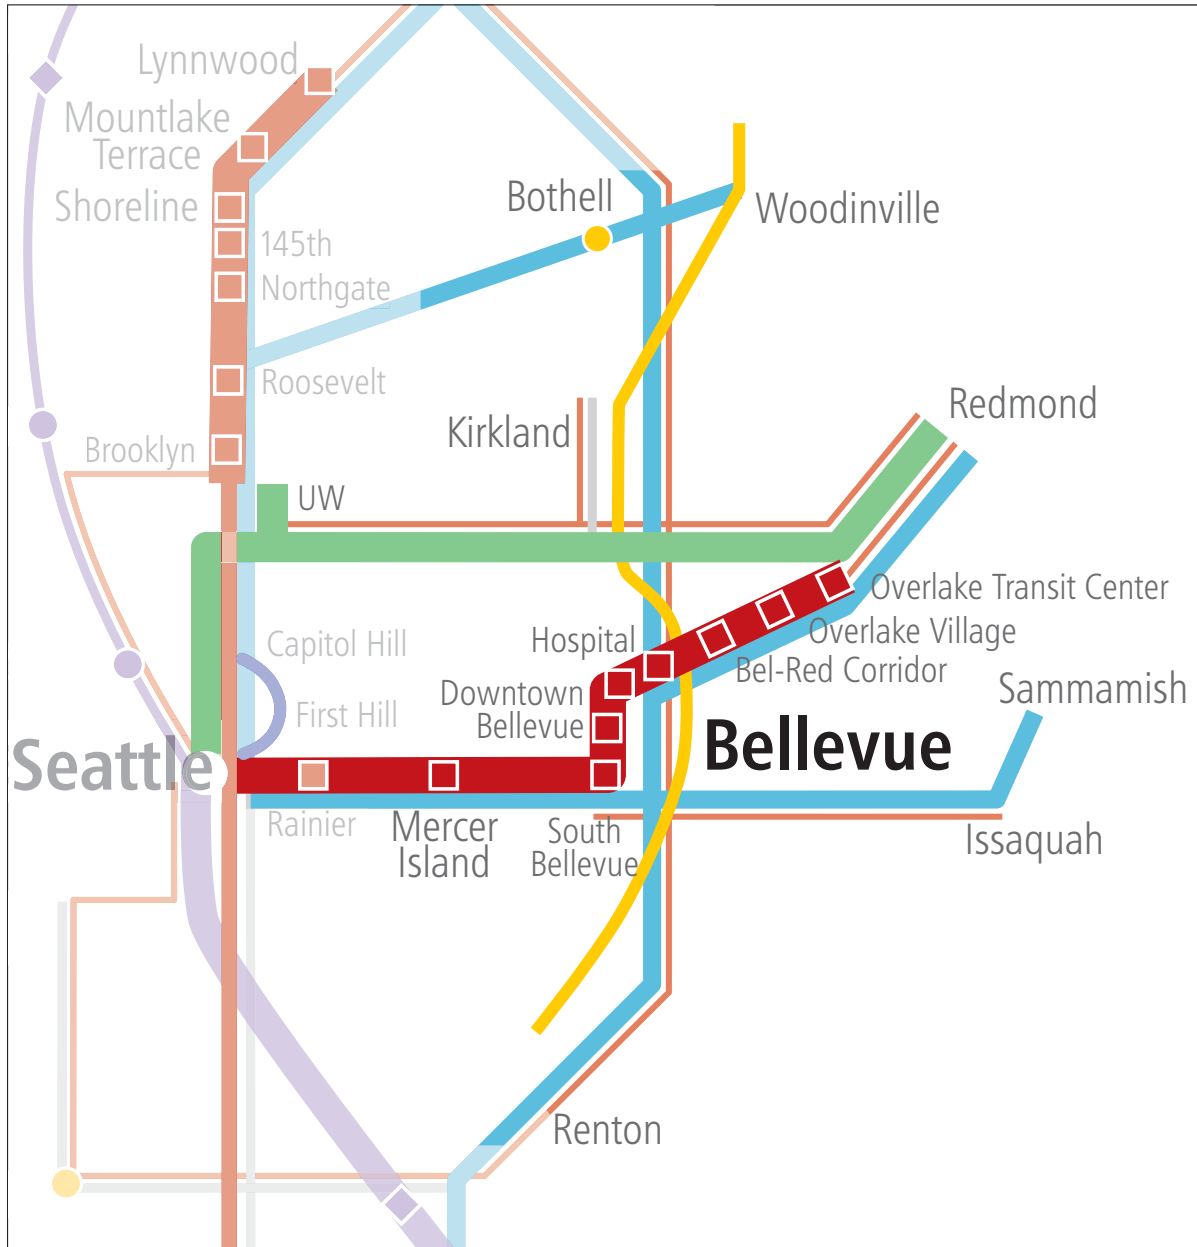 Lynnwood
Mountlake
Terrace
Shoreline
145th
Northgate
Roosevelt
Brooklyn
Bothell
Woodinville
Kirkland
Redmond
UW
Overlake Transit Center
Overlake Village
Bel-Red Corridor
Hospital
Downtown
Bellevue
Capitol Hill
First Hill
Sammamish
Seattle
Bellevue
Rainier
Mercer
Island
South
Bellevue
Issaquah
Renton